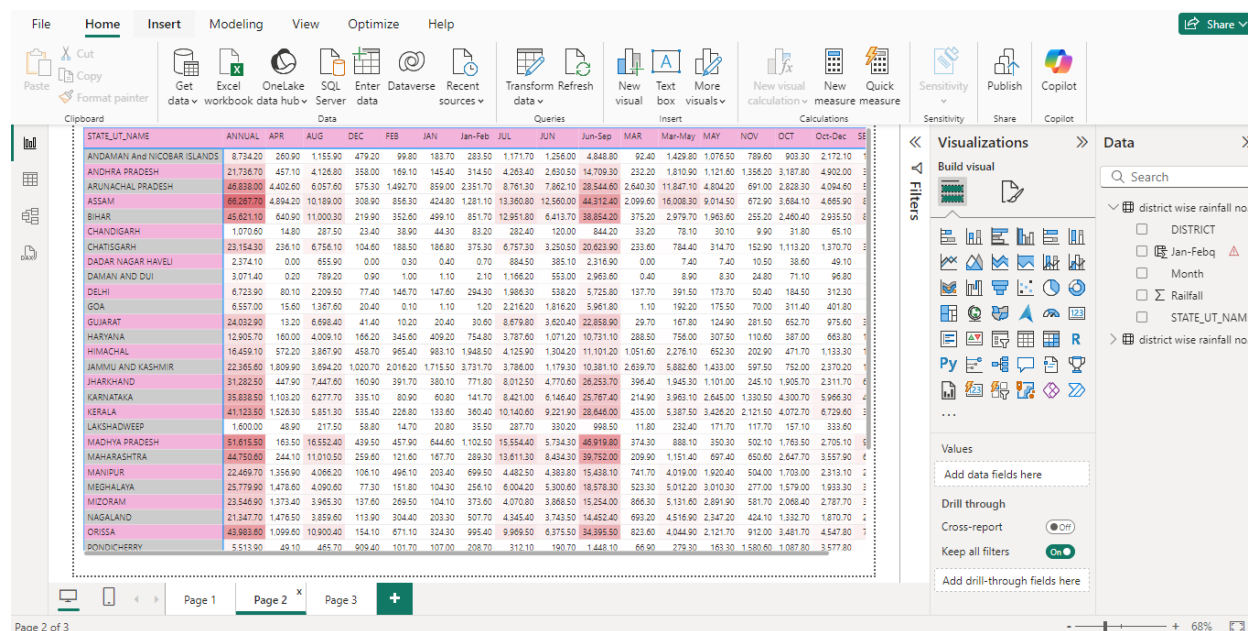 File Home Insert Modeling View Optimize Help Share
Paste Cut
Copy
Format painter
Get data Excel workbook OneLake data hub SQL Server Enter data Dataverse Recent sources Transform data Refresh New visual Text box More visuals New visual calculation New measure Quick measure Sensitivity Publish Copilot
Clipboard Data Queries Insert Calculations Sensitivity Share Copilot
STATE_UT_NAME ANNUAL APR AUG DEC FEB JAN Jan-Feb JUL JUN Jun-Sep MAR Mar-May MAY NOV OCT Oct-Dec
ANDAMAN And NICOBAR ISLANDS 8,734.20 260.90 1,155.90 479.20 99.80 183.70 283.50 1,171.70 1,256.00 4,848.80 92.40 1,429.80 1,076.50 789.60 903.30 2,172.10
ANDHRA PRADESH 21,736.70 457.10 4,126.80 358.00 169.10 145.40 314.50 4,263.40 2,630.50 14,709.30 232.20 1,810.90 1,121.60 1,356.20 3,187.80 4,902.00
ARUNACHAL PRADESH 46,838.00 4,402.60 6,057.60 575.30 1,492.70 859.00 2,351.70 8,761.30 7,862.10 28,544.60 2,640.30 11,847.10 4,804.20 691.00 2,828.30 4,094.60
ASSAM 66,267.70 4,894.20 10,189.00 308.90 856.30 424.80 1,281.10 13,360.80 12,560.00 44,312.40 2,099.60 16,008.30 9,014.50 672.90 3,684.10 4,665.90
BIHAR 45,621.10 640.90 11,000.30 219.90 352.60 499.10 851.70 12,951.80 6,413.70 38,854.20 375.20 2,979.70 1,963.60 255.20 2,460.40 2,935.50
CHANDIGARH 1,070.60 14.80 287.50 23.40 38.90 44.30 83.20 282.40 120.00 844.20 33.20 78.10 30.10 9.90 31.80 65.10
CHATISGARH 23,154.30 236.10 6,756.10 104.60 188.50 186.80 375.30 6,757.30 3,250.50 20,623.90 233.60 784.40 314.70 152.90 1,113.20 1,370.70
DADAR NAGAR HAVELI 2,374.10 0.00 655.90 0.00 0.30 0.40 0.70 884.50 385.10 2,316.90 0.00 7.40 7.40 10.50 38.60 49.10
DAMAN AND DUI 3,071.40 0.20 789.20 0.90 1.00 1.10 2.10 1,166.20 553.00 2,963.60 0.40 8.90 8.30 24.80 71.10 96.80
DELHI 6,723.90 80.10 2,209.50 77.40 146.70 147.60 294.30 1,986.30 538.20 5,725.80 137.70 391.50 173.70 50.40 184.50 312.30
GOA 6,557.00 15.60 1,367.60 20.40 0.10 1.10 1.20 2,216.20 1,816.20 5,961.80 1.10 192.20 175.50 70.00 311.40 401.80
GUJARAT 24,032.90 13.20 6,698.40 41.40 10.20 20.40 30.60 8,679.80 3,620.40 22,858.90 29.70 167.80 124.90 281.50 652.70 975.60
HARYANA 12,905.70 160.00 4,009.10 166.20 345.60 409.20 754.80 3,787.60 1,071.20 10,731.10 288.50 756.00 307.50 110.60 387.00 663.80
HIMACHAL 16,459.10 572.20 3,867.90 458.70 965.40 983.10 1,948.50 4,125.90 1,304.20 11,101.20 1,051.60 2,276.10 652.30 202.90 471.70 1,133.30
JAMMU AND KASHMIR 22,365.60 1,809.90 3,694.20 1,020.70 2,016.20 1,715.50 3,731.70 3,786.00 1,179.30 10,381.10 2,639.70 5,882.60 1,433.00 597.50 752.00 2,370.20
JHARKHAND 31,282.50 447.90 7,447.60 160.90 391.70 380.10 771.80 8,012.50 4,770.60 26,253.70 396.40 1,945.30 1,101.00 245.10 1,905.70 2,311.70
KARNATAKA 35,838.50 1,103.20 6,277.70 435.10 80.90 60.80 141.70 8,421.00 6,146.40 25,767.40 214.90 3,963.10 2,645.00 1,330.50 4,300.70 5,966.30
KERALA 41,123.50 1,526.30 5,851.30 535.40 226.80 133.60 360.40 10,140.60 9,221.90 28,646.00 435.00 5,387.50 3,426.20 2,121.50 4,072.70 6,729.60
LAKSHADWEEP 1,600.00 48.90 217.50 58.80 14.70 20.80 35.50 287.70 330.20 998.50 11.80 232.40 171.70 117.70 157.10 333.60
MADHYA PRADESH 51,615.50 163.50 16,552.40 439.50 457.90 644.60 1,102.50 15,554.40 5,734.30 46,919.80 374.30 888.10 350.30 502.10 1,763.50 2,705.10
MAHARASHTRA 44,750.60 244.10 11,010.50 259.60 121.60 167.70 289.30 13,611.30 8,434.30 39,752.00 209.90 1,151.40 697.40 650.60 2,647.70 3,557.90
MANIPUR 22,469.70 1,356.90 4,066.20 106.10 496.10 203.40 699.50 4,482.50 4,383.80 15,438.10 741.70 4,019.00 1,920.40 504.00 1,703.00 2,313.10
MEGHALAYA 25,779.90 1,478.60 4,090.60 77.30 151.80 104.30 256.10 6,004.20 5,300.60 18,578.30 523.30 5,012.20 3,010.30 277.00 1,579.00 1,933.30
MIZORAM 23,546.90 1,373.40 3,965.30 137.60 269.50 104.10 373.60 4,070.80 3,868.50 15,254.00 866.30 5,131.60 2,891.90 581.70 2,068.40 2,787.70
NAGALAND 21,347.70 1,476.50 3,859.60 113.90 304.40 203.30 507.70 4,345.40 3,743.50 14,452.40 693.20 4,516.90 2,347.20 424.10 1,332.70 1,870.70
ORISSA 43,983.60 1,099.60 10,900.40 154.10 671.10 324.30 995.40 9,969.50 6,375.50 34,395.50 823.60 4,044.90 2,121.70 912.00 3,481.70 4,547.80
PONDICHERRY 5,513.90 49.10 465.70 909.40 101.70 107.00 208.70 312.10 190.70 1,448.10 66.90 279.30 163.30 1,580.60 1,087.80 3,577.80
Filters
Visualizations
Build visual
Values
Add data fields here
Drill through
Cross-report Off
Keep all filters On
Add drill-through fields here
Data
Search
district wise rainfall no...
DISTRICT
Jan-Febq
Month
Railfall
STATE_UT_NAM
district wise rainfall no...
Page 1 Page 2 Page 3
Page 2 of 3
68%